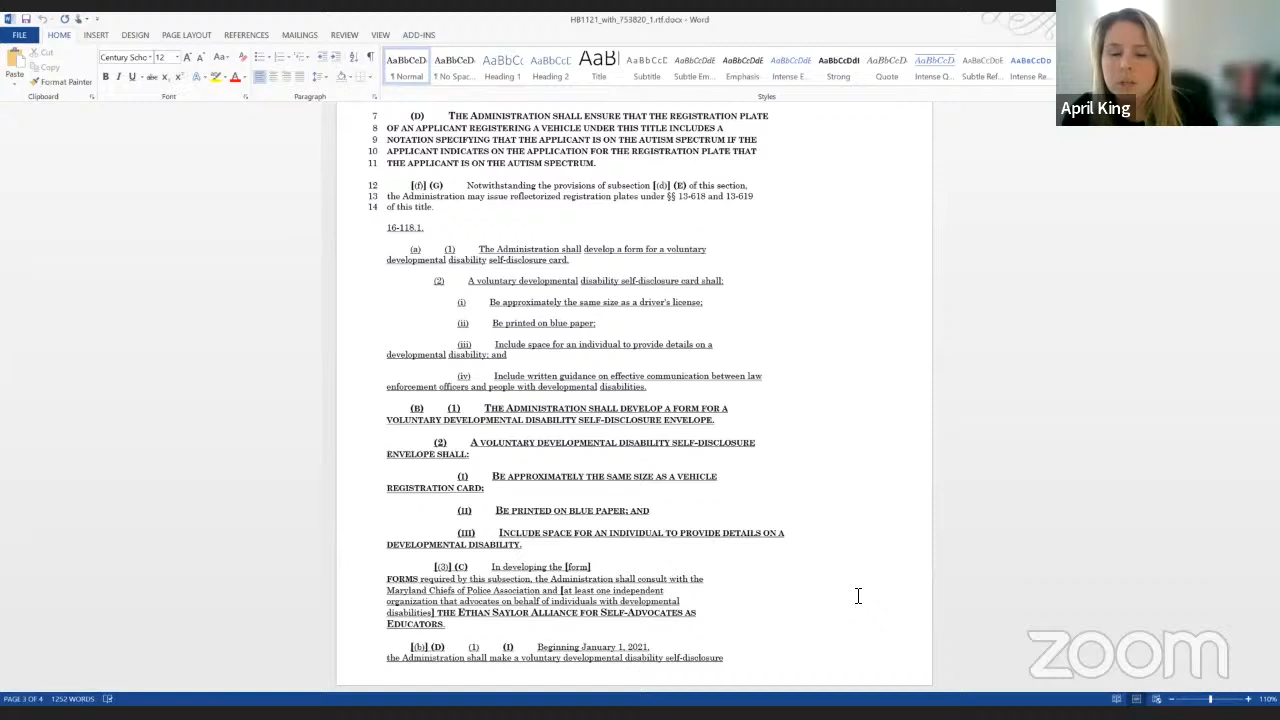 HB1121_with_753820_1.rtf.docx - Word
FILE HOME INSERT DESIGN PAGE LAYOUT REFERENCES MAILINGS REVIEW VIEW ADD-INS
Paste
Cut
Copy
Format Painter
Century Scho 12
AaBbCcDd AaBbCcDd AaBbCc AaBbCc AaBl AaBbCcD AaBbCcDdE AaBbCcDdE AaBbCcDdE AaBbCcDdI AaBbCcD AaBbCcD AaBbCcDdE AaBbCcDd
¶ Normal ¶ No Spac... Heading 1 Heading 2 Title Subtitle Subtle Em... Emphasis Intense E... Strong Quote Intense Q... Subtle Ref... Intense Re...
Clipboard Font Paragraph Styles
April King
7 (D) THE ADMINISTRATION SHALL ENSURE THAT THE REGISTRATION PLATE
8 OF AN APPLICANT REGISTERING A VEHICLE UNDER THIS TITLE INCLUDES A
9 NOTATION SPECIFYING THAT THE APPLICANT IS ON THE AUTISM SPECTRUM IF THE
10 APPLICANT INDICATES ON THE APPLICATION FOR THE REGISTRATION PLATE THAT
11 THE APPLICANT IS ON THE AUTISM SPECTRUM.
12 [(f)] (G) Notwithstanding the provisions of subsection [(d)] (E) of this section,
13 the Administration may issue reflectorized registration plates under §§ 13-618 and 13-619
14 of this title.
16-118.1.
(a) (1) The Administration shall develop a form for a voluntary
developmental disability self-disclosure card.
(2) A voluntary developmental disability self-disclosure card shall:
(i) Be approximately the same size as a driver's license;
(ii) Be printed on blue paper;
(iii) Include space for an individual to provide details on a
developmental disability; and
(iv) Include written guidance on effective communication between law
enforcement officers and people with developmental disabilities.
(B) (1) THE ADMINISTRATION SHALL DEVELOP A FORM FOR A
VOLUNTARY DEVELOPMENTAL DISABILITY SELF-DISCLOSURE ENVELOPE.
(2) A VOLUNTARY DEVELOPMENTAL DISABILITY SELF-DISCLOSURE
ENVELOPE SHALL:
(I) BE APPROXIMATELY THE SAME SIZE AS A VEHICLE
REGISTRATION CARD;
(II) BE PRINTED ON BLUE PAPER; AND
(III) INCLUDE SPACE FOR AN INDIVIDUAL TO PROVIDE DETAILS ON A
DEVELOPMENTAL DISABILITY.
[(3)] (C) In developing the [form]
FORMS required by this subsection, the Administration shall consult with the
Maryland Chiefs of Police Association and [at least one independent
organization that advocates on behalf of individuals with developmental
disabilities] THE ETHAN SAYLOR ALLIANCE FOR SELF-ADVOCATES AS
EDUCATORS.
[(b)] (D) (1) (I) Beginning January 1, 2021,
the Administration shall make a voluntary developmental disability self-disclosure
zoom
PAGE 3 OF 4 1252 WORDS 110%